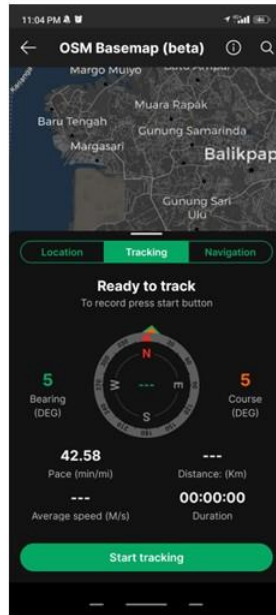 11:04 PM
OSM Basemap (beta)
Margo Mulyo
Muara Rapak
Baru Tengah
Gunung Samarinda
Margasari
Balikpap
Gunung Sari
Ulu
Location
Tracking
Navigation
Ready to track
To record press start button
N
W
E
S
---
5
Bearing
(DEG)
5
Course
(DEG)
42.58
Pace (min/mi)
---
Distance: (Km)
---
Average speed (M/s)
00:00:00
Duration
Start tracking